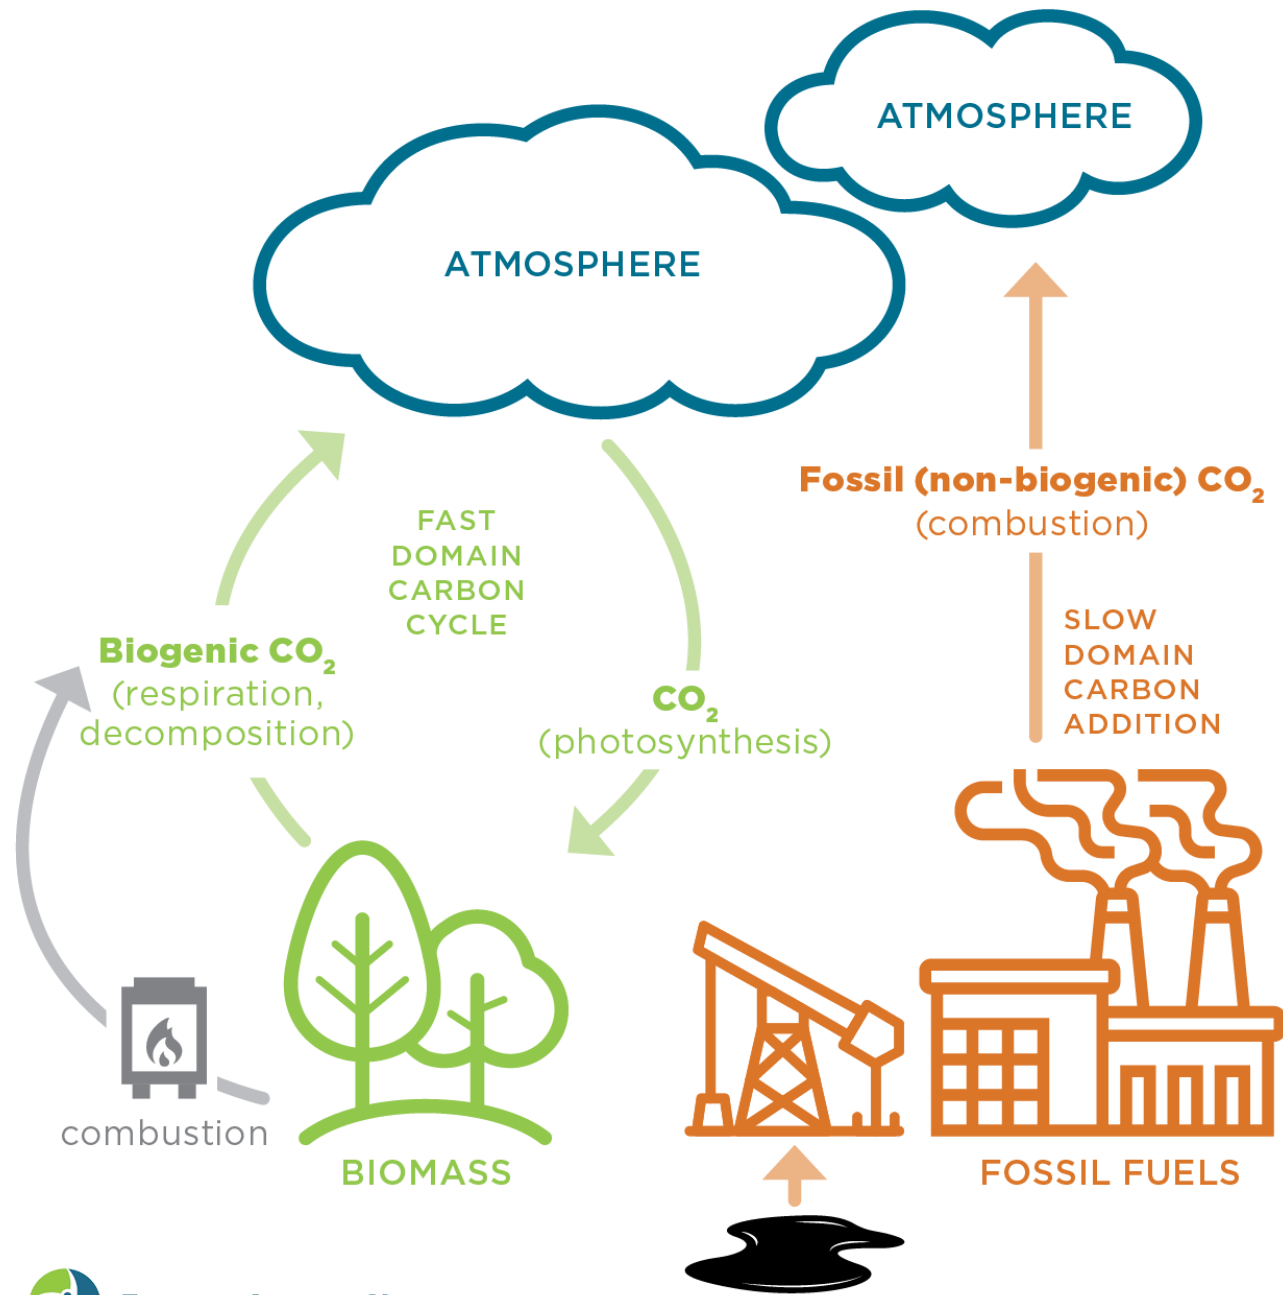 ATMOSPHERE
ATMOSPHERE
FAST
DOMAIN
CARBON
CYCLE
Fossil (non-biogenic) CO₂
(combustion)
SLOW
DOMAIN
CARBON
ADDITION
Biogenic CO₂
(respiration,
decomposition)
CO₂
(photosynthesis)
combustion
BIOMASS
FOSSIL FUELS